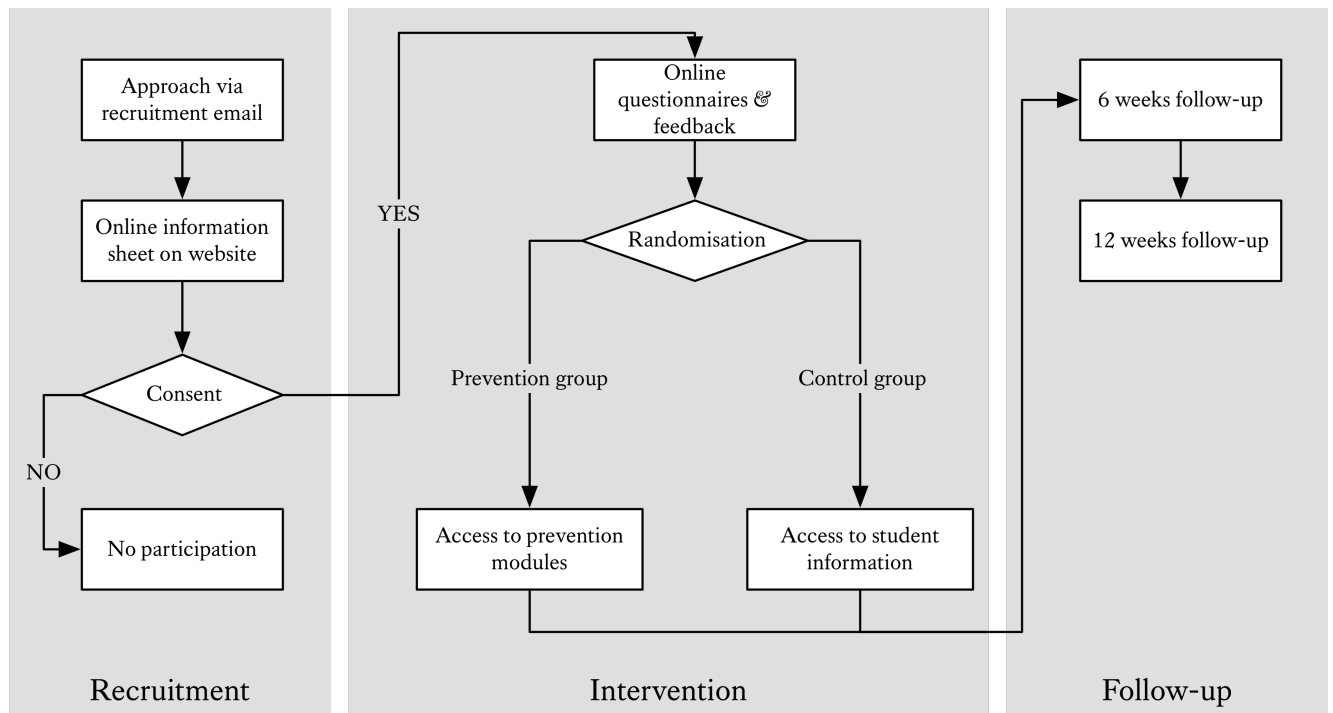 Approach via
recruitment email
Online information
sheet on website
Consent
NO
No participation
Recruitment
YES
Online
questionnaires &
feedback
Randomisation
Prevention group
Control group
Access to prevention
modules
Access to student
information
Intervention
6 weeks follow-up
12 weeks follow-up
Follow-up